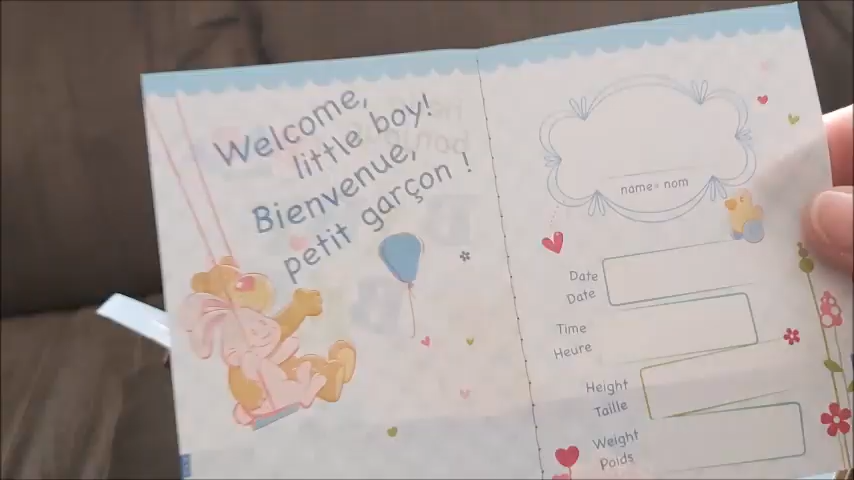 Welcome,
little boy!
Bienvenue,
petit garçon !
name - nom
Date
Date
Time
Heure
Height
Taille
Weight
Poids